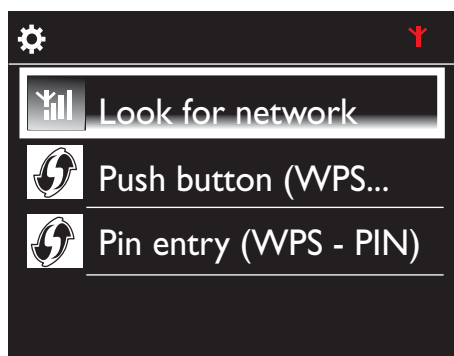 Look for network
Push button (WPS...
Pin entry (WPS - PIN)